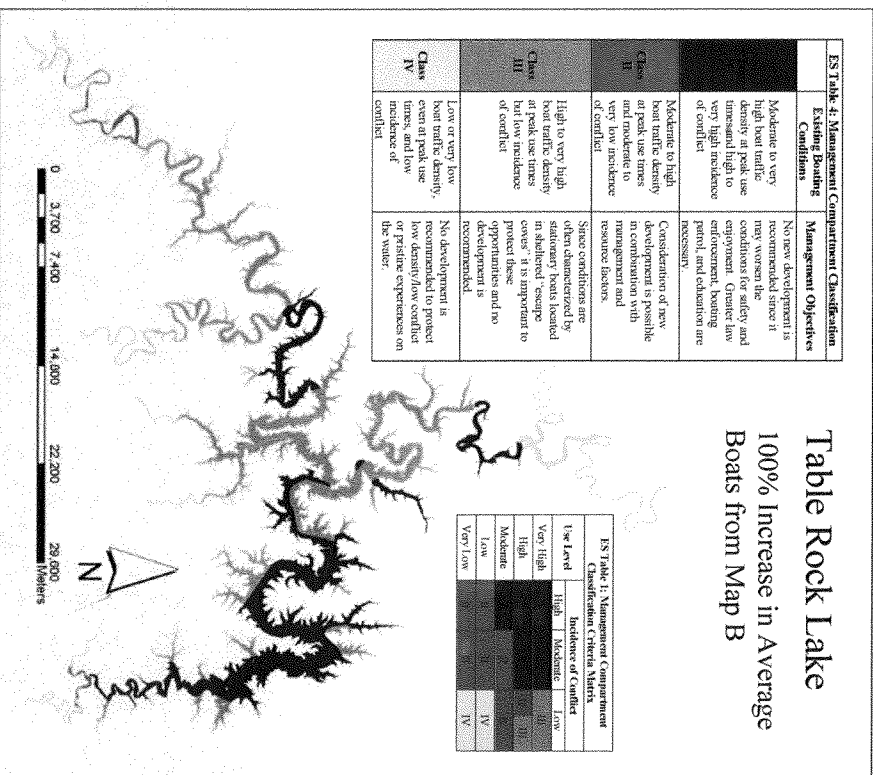 Table Rock Lake
100% Increase in Average
Boats from Map B
ES Table 4: Management Compartment Classification
Existing Boating
Conditions
Management Objectives
Moderate to very
high boat traffic
density at peak use
times and high to
very high incidence
of conflict
No new development is
recommended since it
may worsen the
conditions for safety and
enjoyment. Greater law
enforcement, boating
patrol, and education are
necessary.
Class
II
Moderate to high
boat traffic density
at peak use times
and moderate to
very low incidence
of conflict
Consideration of new
development is possible
in combination with
management and
resource factors.
Class
III
High to very high
boat traffic density
at peak use times
but low incidence
of conflict
Since conditions are
often characterized by
stationary boats located
in sheltered "escape
coves" it is important to
protect these
opportunities and no
development is
recommended.
Class
IV
Low or very low
boat traffic density,
even at peak use
times, and low
incidence of
conflict
No development is
recommended to protect
low density/low conflict
or pristine experiences on
the water.
ES Table 1: Management Compartment
Classification Criteria Matrix
Use Level
Incidence of Conflict
High
Moderate
Low
Very High
III
High
III
Moderate
II
II
Low
II
II
IV
Very Low
II
II
IV
0 3,700 7,400 14,800 22,200 29,600
Meters
N